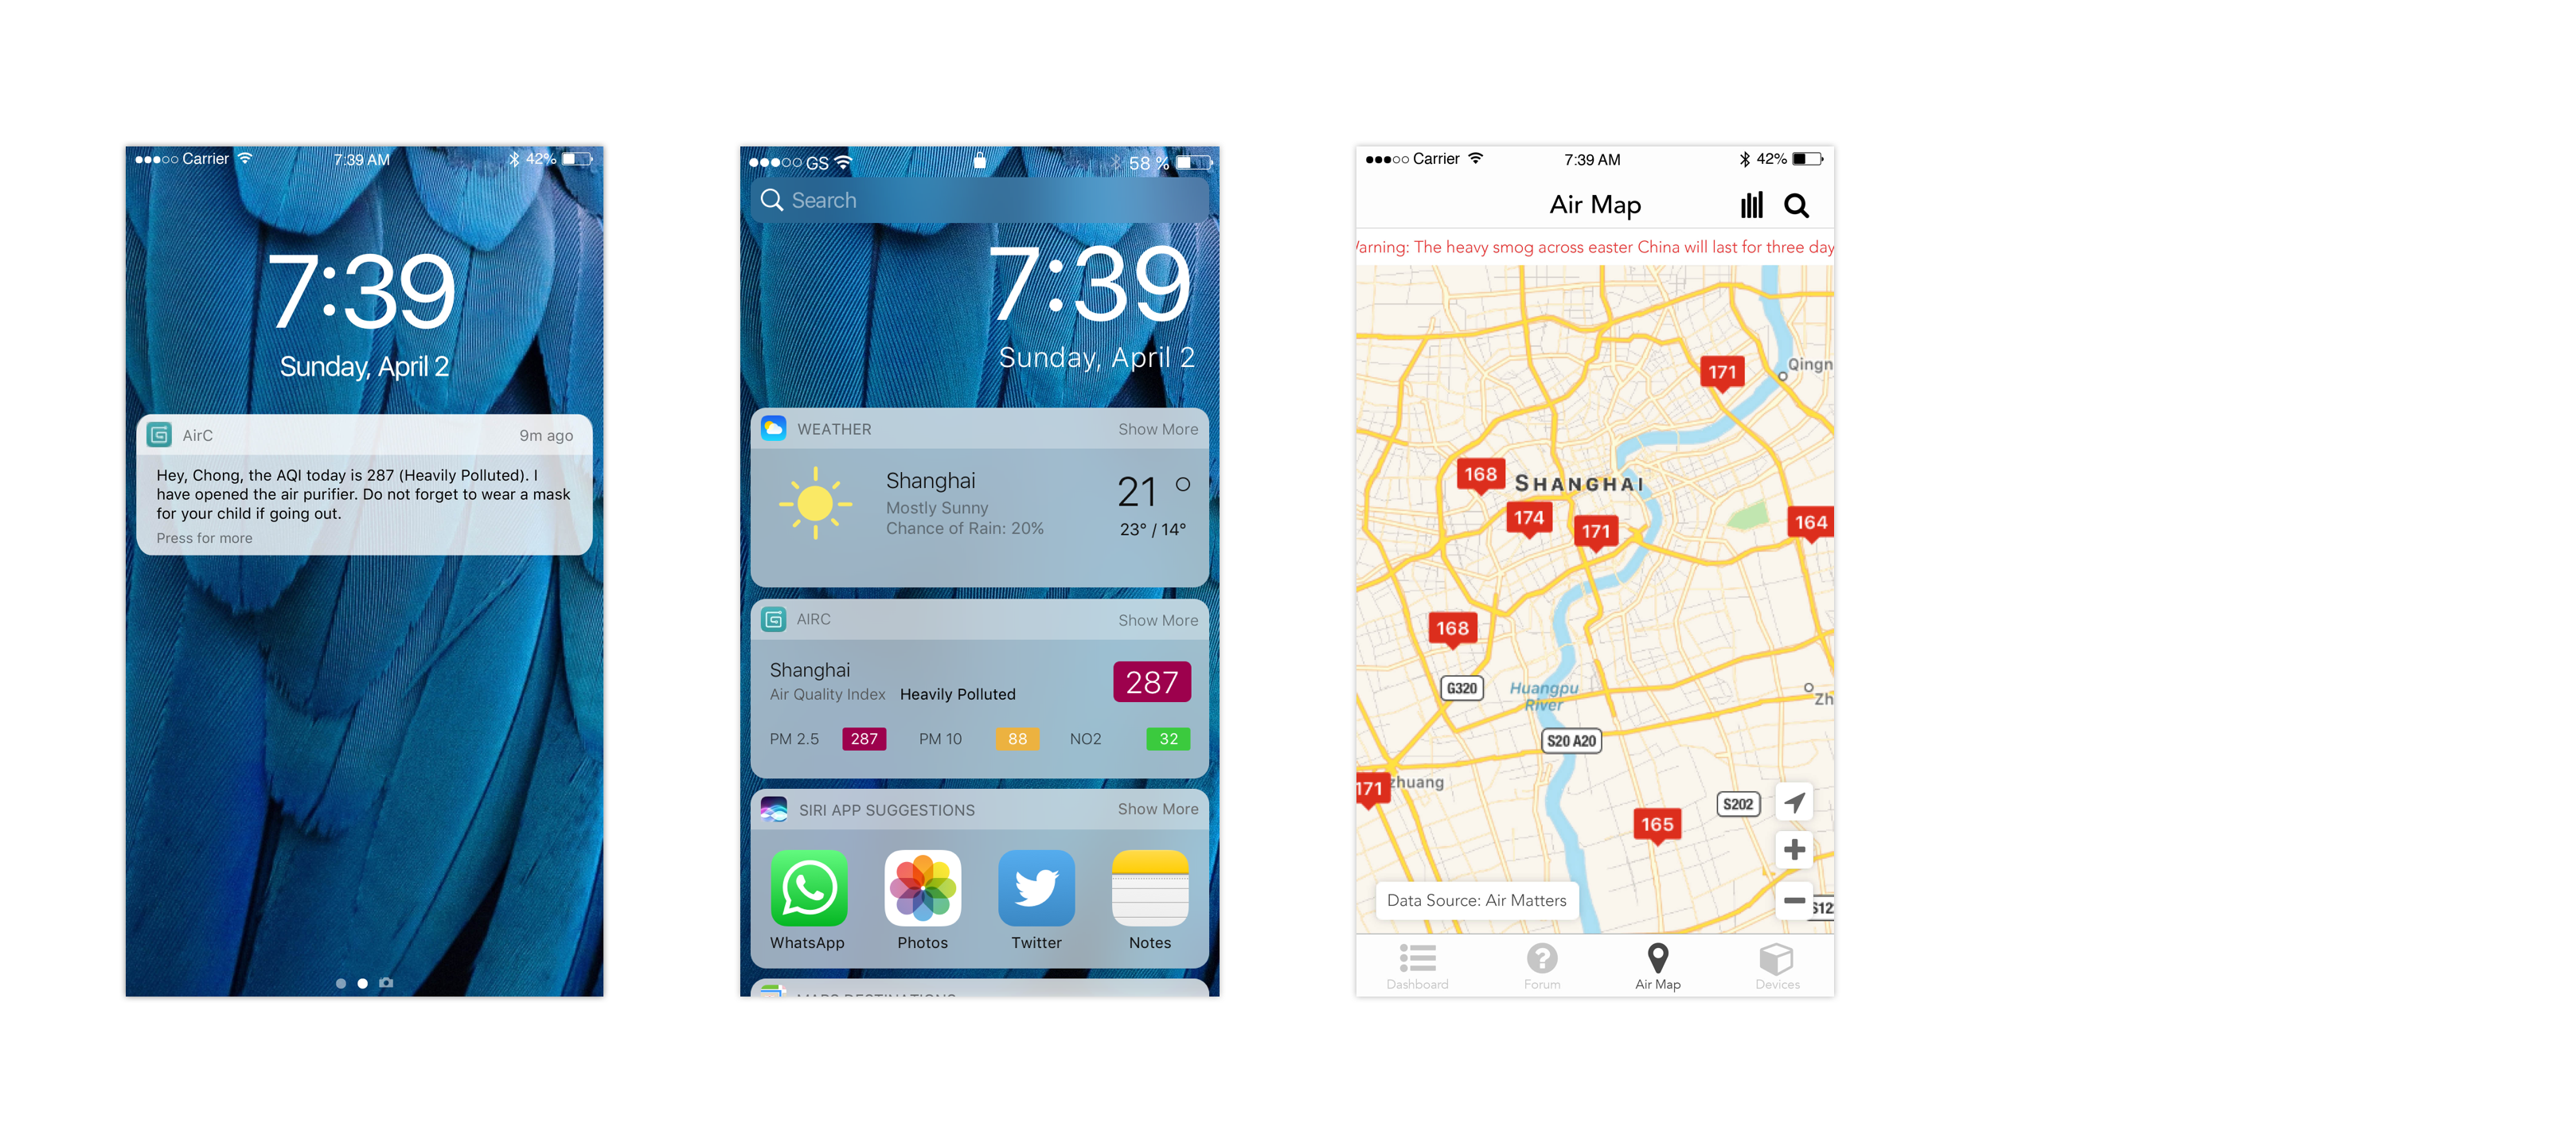 Carrier 7:39 AM 42%
7:39
Sunday, April 2
AirC 9m ago
Hey, Chong, the AQI today is 287 (Heavily Polluted). I
have opened the air purifier. Do not forget to wear a mask
for your child if going out.
Press for more
GS 58 %
Search
7:39
Sunday, April 2
WEATHER Show More
Shanghai
Mostly Sunny
Chance of Rain: 20%
21 °
23° / 14°
AIRC Show More
Shanghai
Air Quality Index Heavily Polluted
287
PM 2.5 287 PM 10 88 NO2 32
SIRI APP SUGGESTIONS Show More
WhatsApp Photos Twitter Notes
MAPS DESTINATIONS
Carrier 7:39 AM 42%
Air Map
arning: The heavy smog across easter China will last for three day
171
Qingn
168
SHANGHAI
174
171
164
168
G320
Huangpu
River
Zh
S20 A20
171
zhuang
S202
165
Data Source: Air Matters
S12
Dashboard Forum Air Map Devices